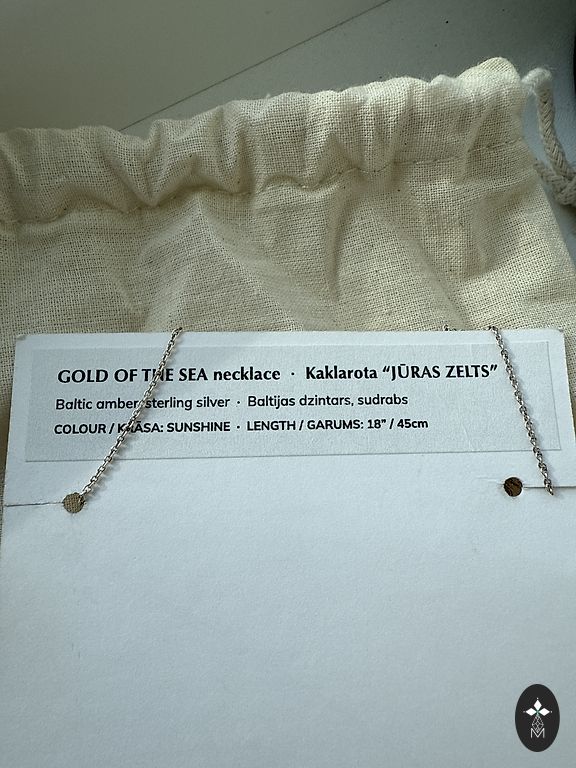 GOLD OF THE SEA necklace · Kaklarota “JŪRAS ZELTS”
Baltic amber, sterling silver · Baltijas dzintars, sudrabs
COLOUR / KRĀSA: SUNSHINE · LENGTH / GARUMS: 18” / 45cm
M